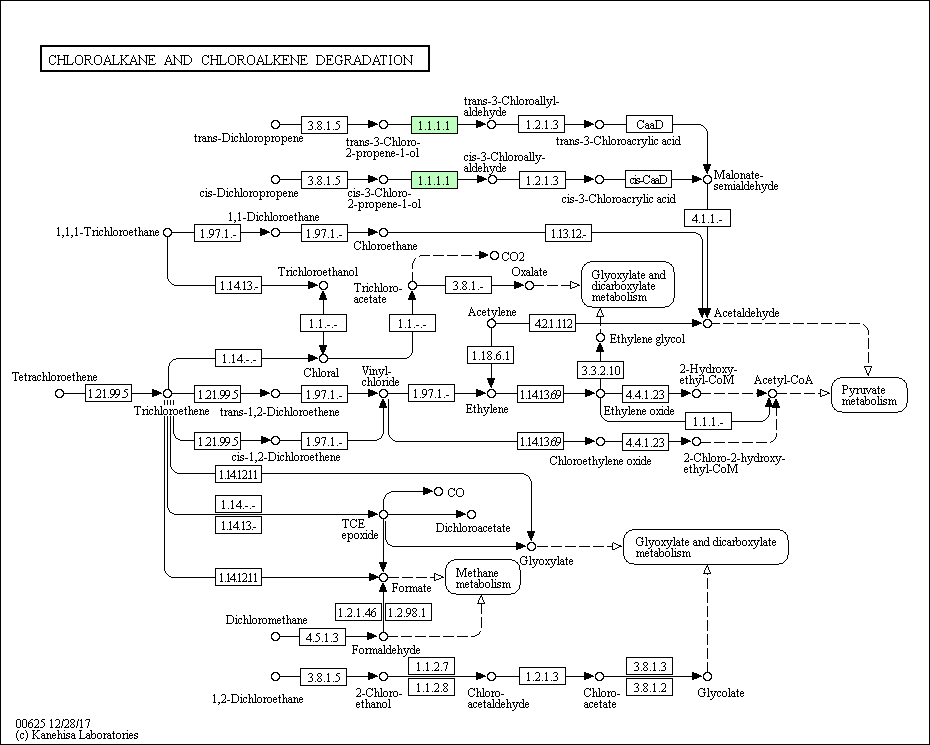 CHLOROALKANE AND CHLOROALKENE DEGRADATION
trans-3-Chloroallyl-
aldehyde
3.8.1.5
1.1.1.1
1.2.1.3
CaaD
trans-Dichloropropene
trans-3-Chloro-
2-propene-1-ol
trans-3-Chloroacrylic acid
cis-3-Chloroally-
aldehyde
3.8.1.5
1.1.1.1
1.2.1.3
cis-CaaD
Malonate-
semialdehyde
cis-Dichloropropene
cis-3-Chloro-
2-propene-1-ol
cis-3-Chloroacrylic acid
4.1.1.-
1,1-Dichloroethane
1,1,1-Trichloroethane
1.97.1.-
1.97.1.-
1.13.12.-
Chloroethane
CO2
Trichloroethanol
Oxalate
Glyoxylate and
dicarboxylate
metabolism
1.14.13.-
Trichloro-
acetate
3.8.1.-
Acetylene
Acetaldehyde
1.1.-.-
1.1.-.-
4.2.1.112
Ethylene glycol
1.14.-.-
Chloral
1.18.6.1
3.3.2.10
Tetrachloroethene
Vinyl-
chloride
2-Hydroxy-
ethyl-CoM
Acetyl-CoA
1.21.99.5
1.21.99.5
1.97.1.-
1.97.1.-
1.14.13.69
4.4.1.23
Pyruvate
metabolism
Trichloroethene
trans-1,2-Dichloroethene
Ethylene
Ethylene oxide
1.1.1.-
1.21.99.5
1.97.1.-
1.14.13.69
4.4.1.23
cis-1,2-Dichloroethene
Chloroethylene oxide
2-Chloro-2-hydroxy-
ethyl-CoM
1.14.12.11
CO
1.14.-.-
1.14.13.-
TCE
epoxide
Dichloroacetate
Glyoxylate
Glyoxylate and dicarboxylate
metabolism
1.14.12.11
Formate
Methane
metabolism
1.2.1.46
1.2.98.1
Dichloromethane
4.5.1.3
Formaldehyde
1.1.2.7
3.8.1.3
3.8.1.5
1.2.1.3
1.1.2.8
3.8.1.2
1,2-Dichloroethane
2-Chloro-
ethanol
Chloro-
acetaldehyde
Chloro-
acetate
Glycolate
00625 12/28/17
(c) Kanehisa Laboratories